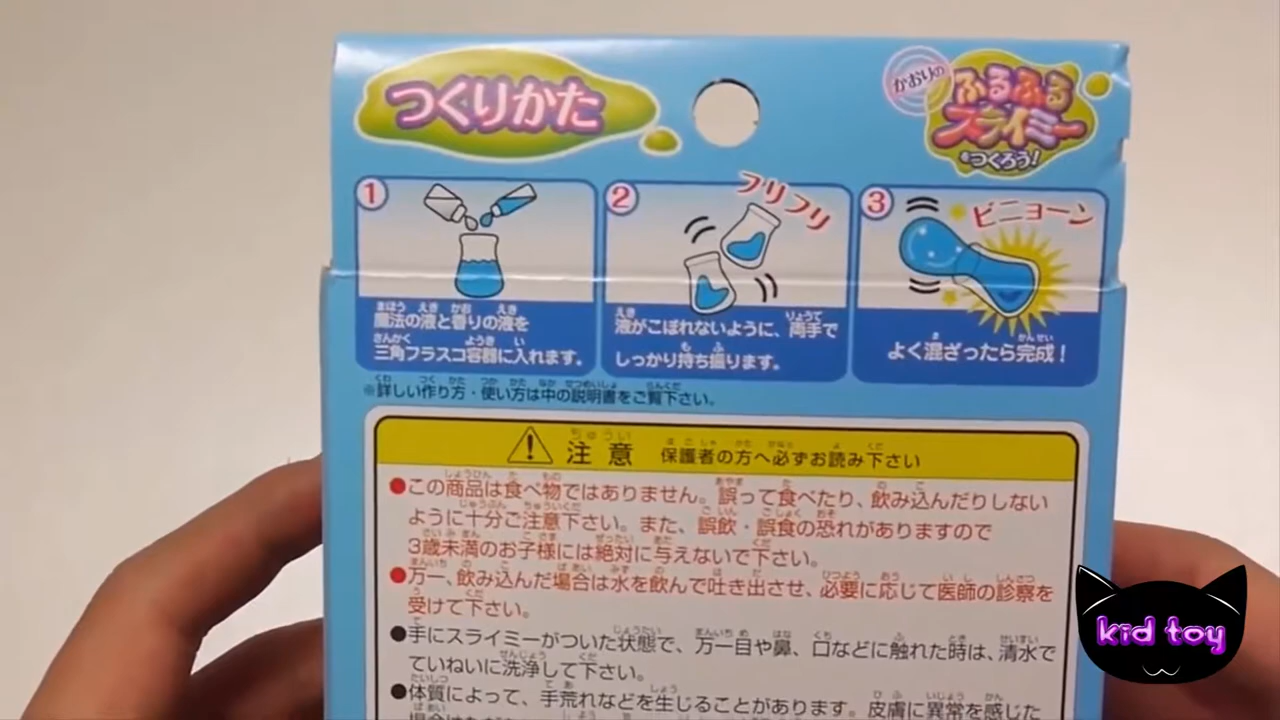 つくりかた
かおりの
ふるふる
スライミー
をつくろう!
1
魔法の液と香りの液を
三角フラスコ容器に入れます。
2
フリフリ
液がこぼれないように、両手で
しっかり持ち振ります。
3
ビニョーン
よく混ざったら完成!
※詳しい作り方・使い方は中の説明書をご覧下さい。
注意 保護者の方へ必ずお読み下さい
●この商品は食べ物ではありません。誤って食べたり、飲み込んだりしない
ように十分ご注意下さい。また、誤飲・誤食の恐れがありますので
3歳未満のお子様には絶対に与えないで下さい。
●万一、飲み込んだ場合は水を飲んで吐き出させ、必要に応じて医師の診察を
受けて下さい。
●手にスライミーがついた状態で、万一目や鼻、口などに触れた時は、清水で
ていねいに洗浄して下さい。
●体質によって、手荒れなどを生じることがあります。皮膚に異常を感じた
kid toy